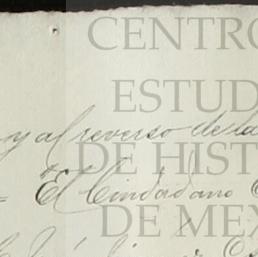 CENTRO
ESTUD
y al reverso de la
DE HIST
= El Ciudadano
DE MEX